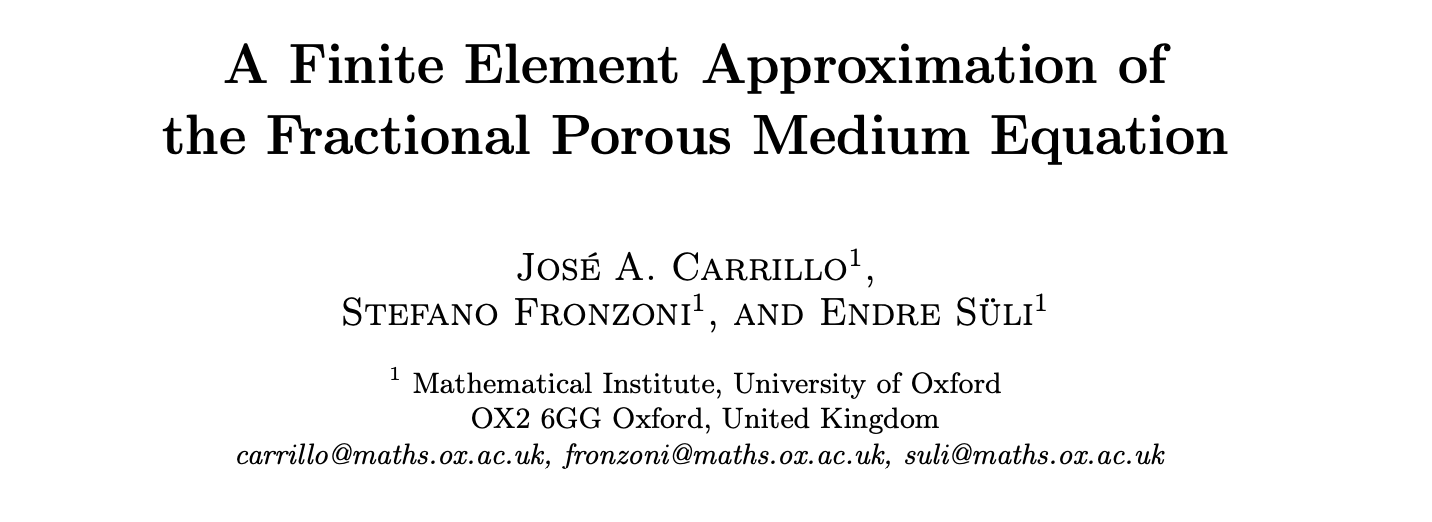 A Finite Element Approximation of
the Fractional Porous Medium Equation
José A. Carrillo¹,
Stefano Fronzoni¹, and Endre Süli¹
¹ Mathematical Institute, University of Oxford
OX2 6GG Oxford, United Kingdom
carrillo@maths.ox.ac.uk, fronzoni@maths.ox.ac.uk, suli@maths.ox.ac.uk